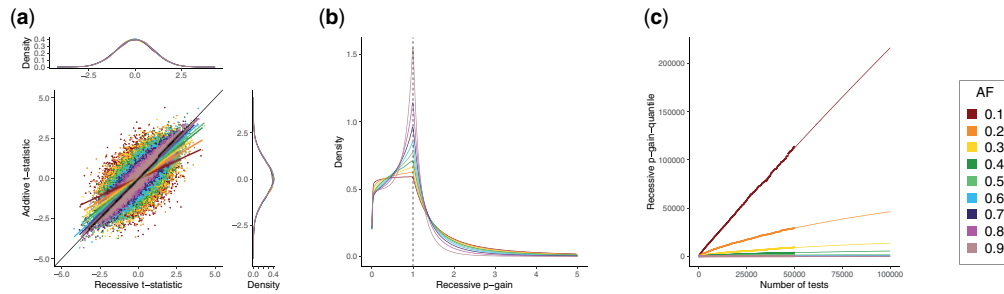 (a)
(b)
(c)
Density
0.4
0.3
0.2
0.1
0.0
−2.5 0.0 2.5
Additive t−statistic
5.0
2.5
0.0
−2.5
−5.0
−5.0 −2.5 0.0 2.5 5.0
Recessive t−statistic
2.5
0.0
−2.5
0.0 0.4
Density
Density
1.5
1.0
0.5
0.0
0 1 2 3 4 5
Recessive p−gain
Recessive p−gain−quantile
200000
150000
100000
50000
0
0 25000 50000 75000 100000
Number of tests
AF
0.1
0.2
0.3
0.4
0.5
0.6
0.7
0.8
0.9